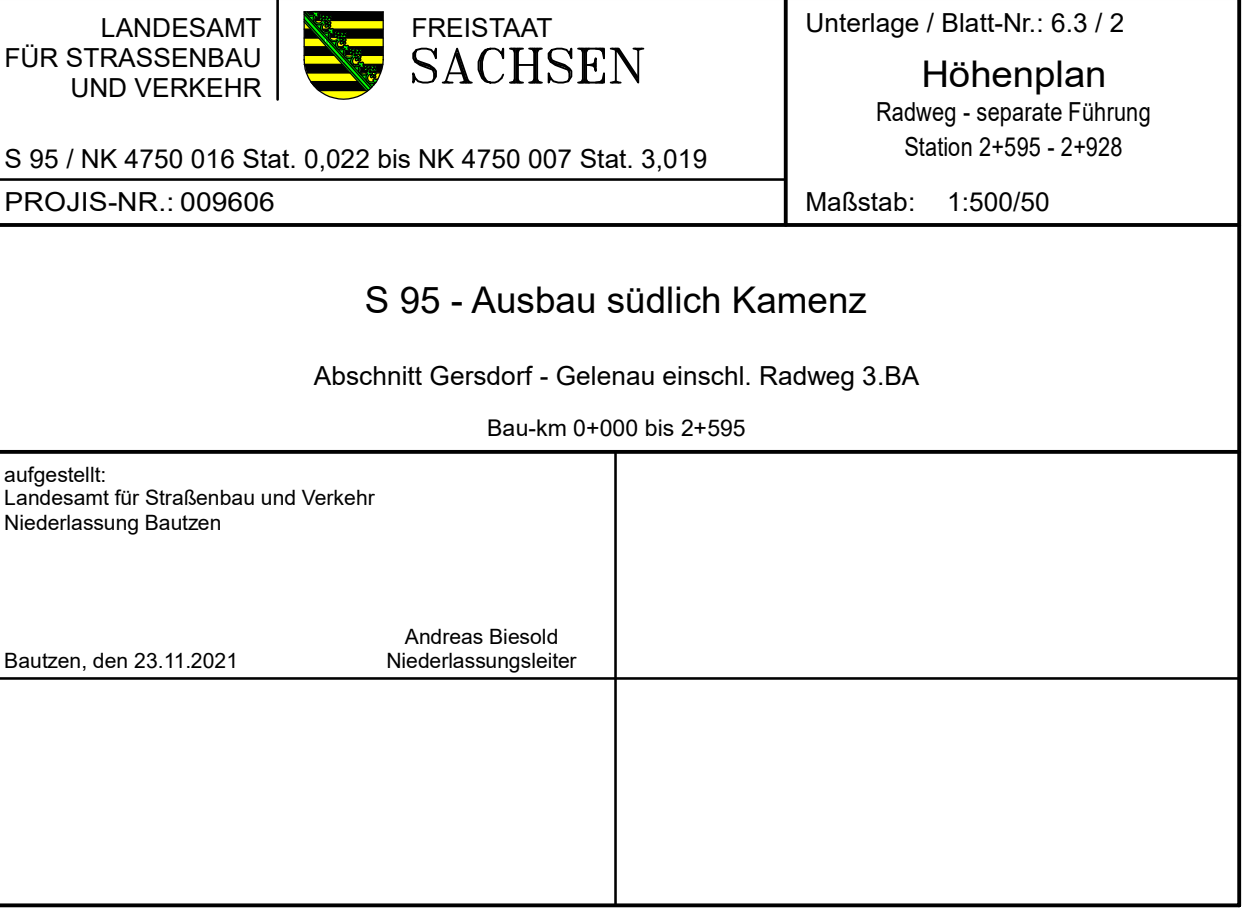 LANDESAMT
FÜR STRASSENBAU
UND VERKEHR
FREISTAAT
SACHSEN
S 95 / NK 4750 016 Stat. 0,022 bis NK 4750 007 Stat. 3,019
PROJIS-NR.: 009606
Unterlage / Blatt-Nr.: 6.3 / 2
Höhenplan
Radweg - separate Führung
Station 2+595 - 2+928
Maßstab: 1:500/50
S 95 - Ausbau südlich Kamenz
Abschnitt Gersdorf - Gelenau einschl. Radweg 3.BA
Bau-km 0+000 bis 2+595
aufgestellt:
Landesamt für Straßenbau und Verkehr
Niederlassung Bautzen
Andreas Biesold
Bautzen, den 23.11.2021 Niederlassungsleiter